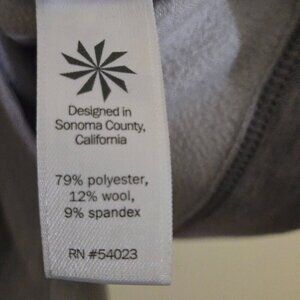 Designed in
Sonoma County,
California
79% polyester,
12% wool,
9% spandex
RN #54023